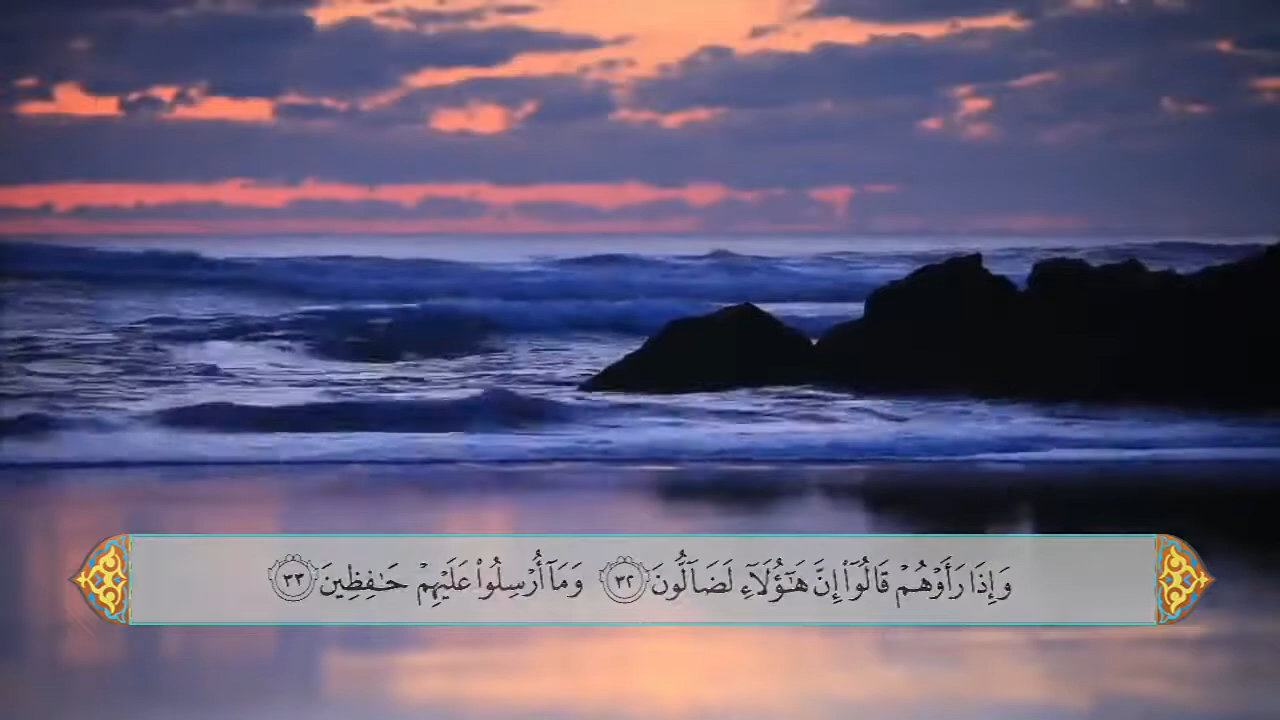 وَإِذَا رَأَوْهُمْ قَالُوٓا۟ إِنَّ هَـٰٓؤُلَآءِ لَضَآلُّونَ ٣٢ وَمَآ أُرْسِلُوا۟ عَلَيْهِمْ حَـٰفِظِينَ ٣٣